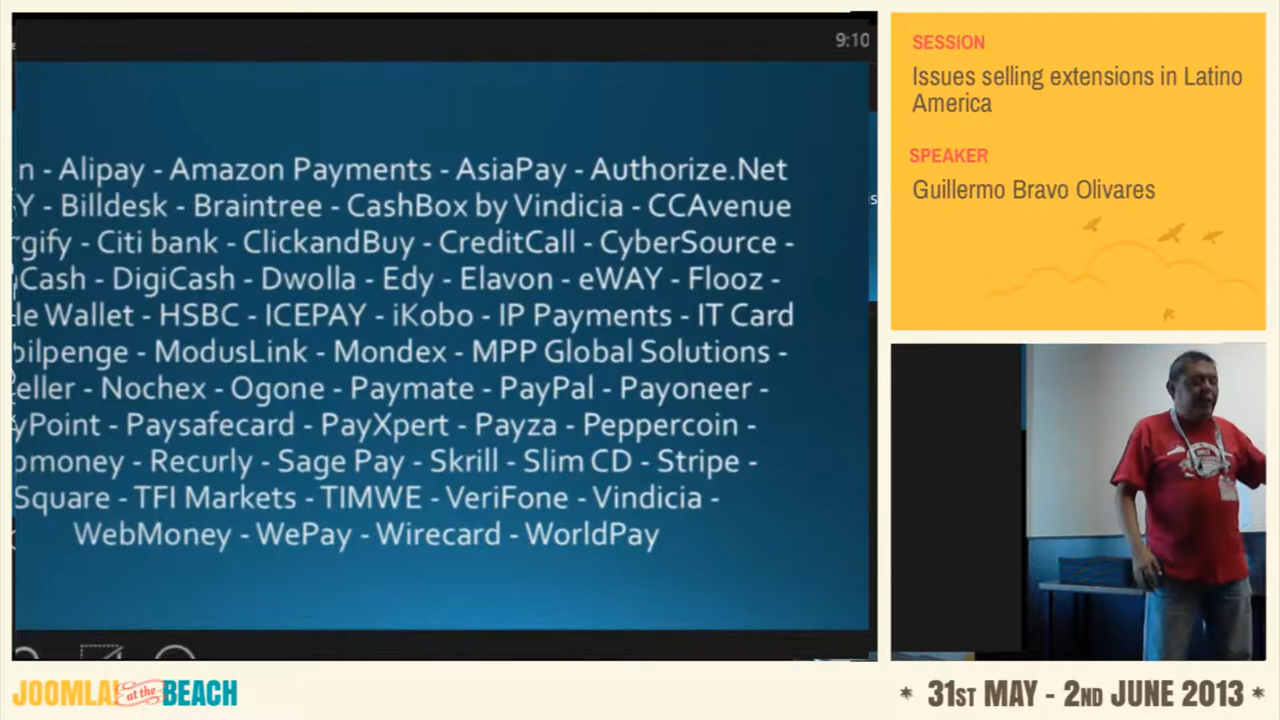 9:10
n - Alipay - Amazon Payments - AsiaPay - Authorize.Net
Y - Billdesk - Braintree - CashBox by Vindicia - CCAvenue
rgify - Citi bank - ClickandBuy - CreditCall - CyberSource -
Cash - DigiCash - Dwolla - Edy - Elavon - eWAY - Flooz -
le Wallet - HSBC - ICEPAY - iKobo - IP Payments - IT Card
bilpenge - ModusLink - Mondex - MPP Global Solutions -
eller - Nochex - Ogone - Paymate - PayPal - Payoneer -
yPoint - Paysafecard - PayXpert - Payza - Peppercoin -
omoney - Recurly - Sage Pay - Skrill - Slim CD - Stripe -
Square - TFI Markets - TIMWE - VeriFone - Vindicia -
WebMoney - WePay - Wirecard - WorldPay
SESSION
Issues selling extensions in Latino
America
SPEAKER
Guillermo Bravo Olivares
JOOMLA! at the BEACH
* 31ST MAY - 2ND JUNE 2013 *